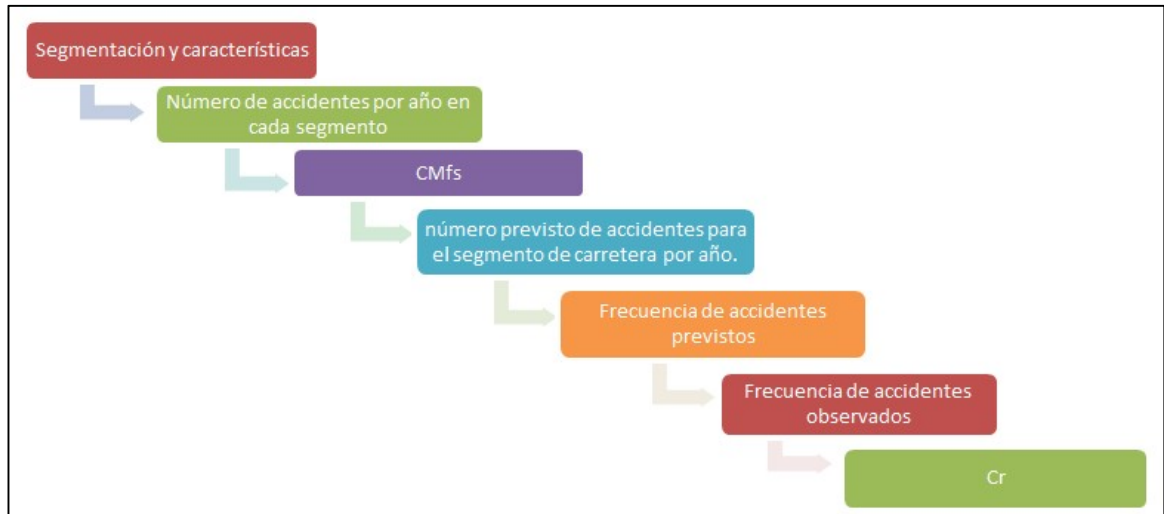 Segmentación y características
Número de accidentes por año en
cada segmento
CMfs
número previsto de accidentes para
el segmento de carretera por año.
Frecuencia de accidentes
previstos
Frecuencia de accidentes
observados
Cr